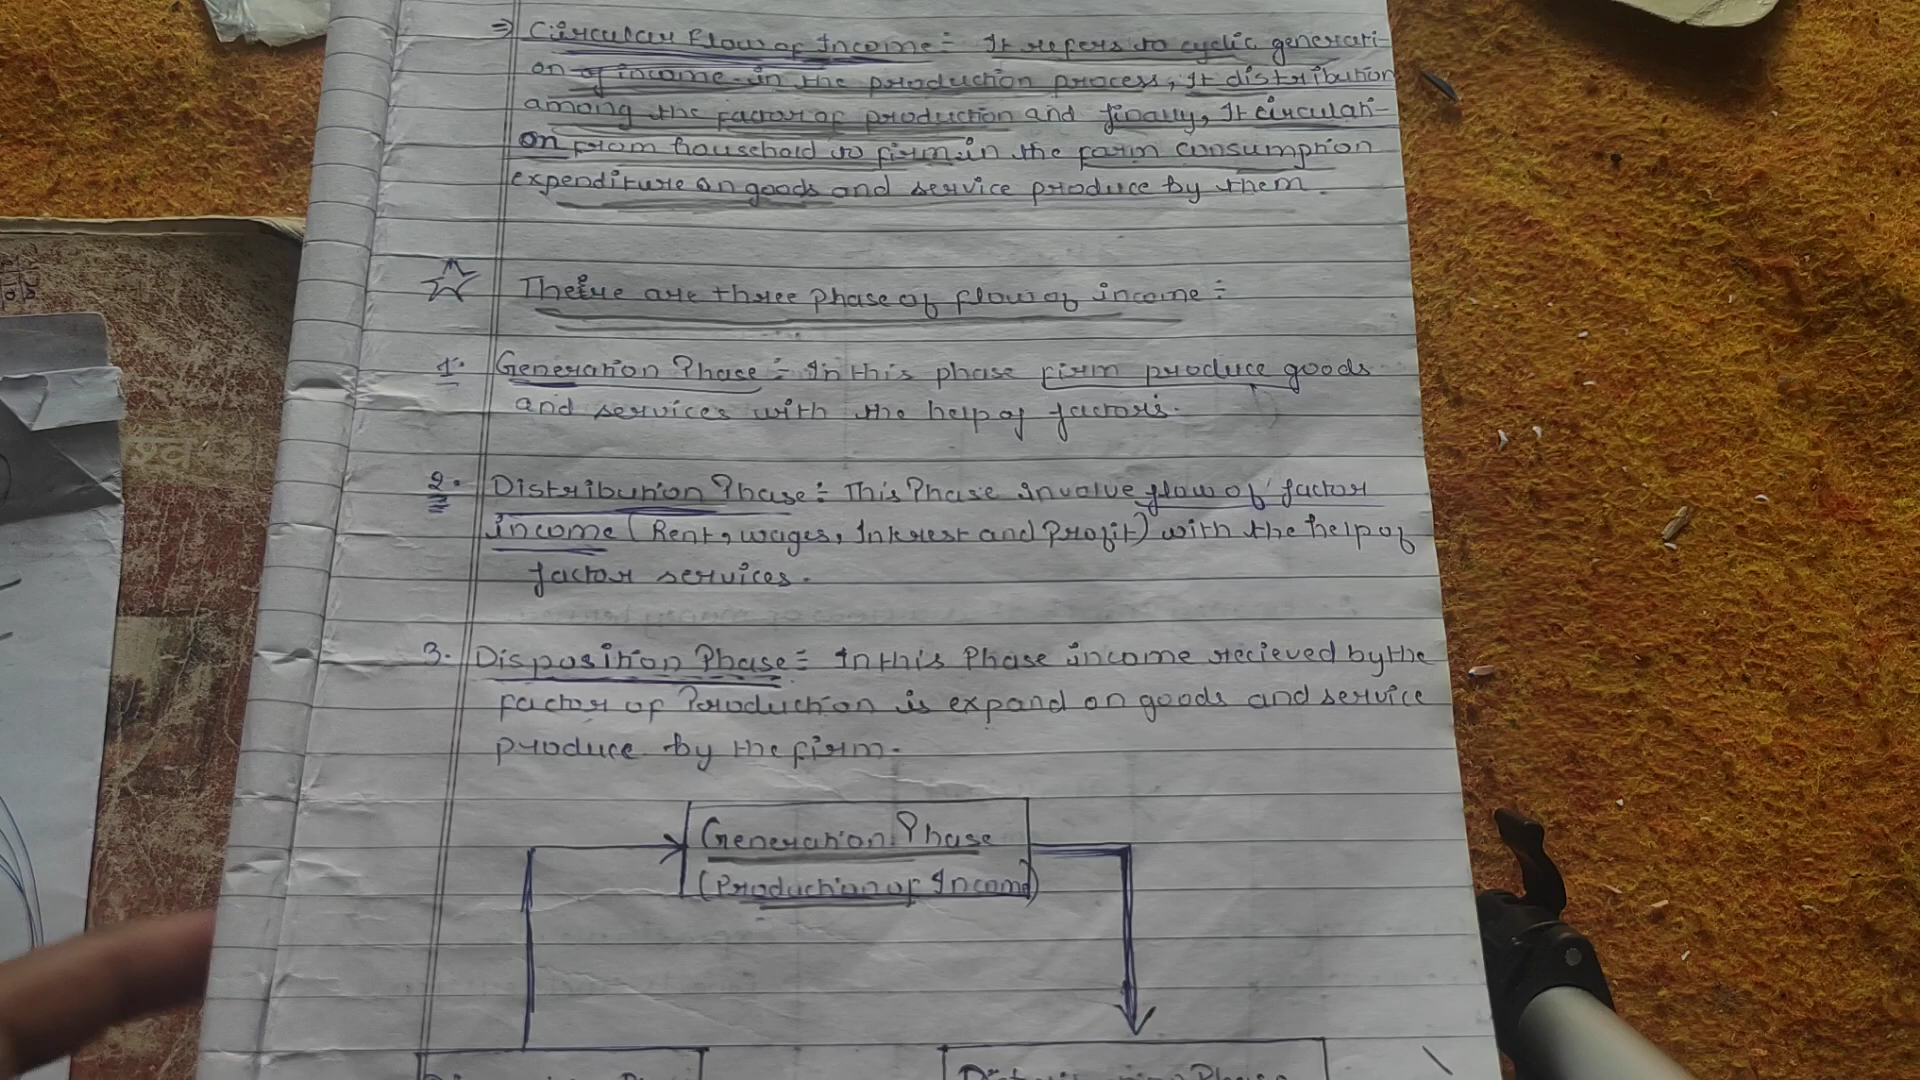 ⇒ Circular Flow of Income:- It refers to cyclic generati-
on of income in the production process, It distribution
among the factor of production and finally, It circulati-
on from household to firm in the form consumption
expenditure on goods and service produce by them.
☆ There are three phase of flow of income:-
1. Generation Phase:- In this phase firm produce goods
and services with the help of factors.
2. Distribution Phase:- This Phase Involve flow of factor
income (Rent, wages, Interest and Profit) with the help of
factor services.
3. Disposition Phase:- In this Phase income recieved by the
factor of Production is expand on goods and service
produce by the firm.
Generation Phase
(Production of Income)
Phase
श्व